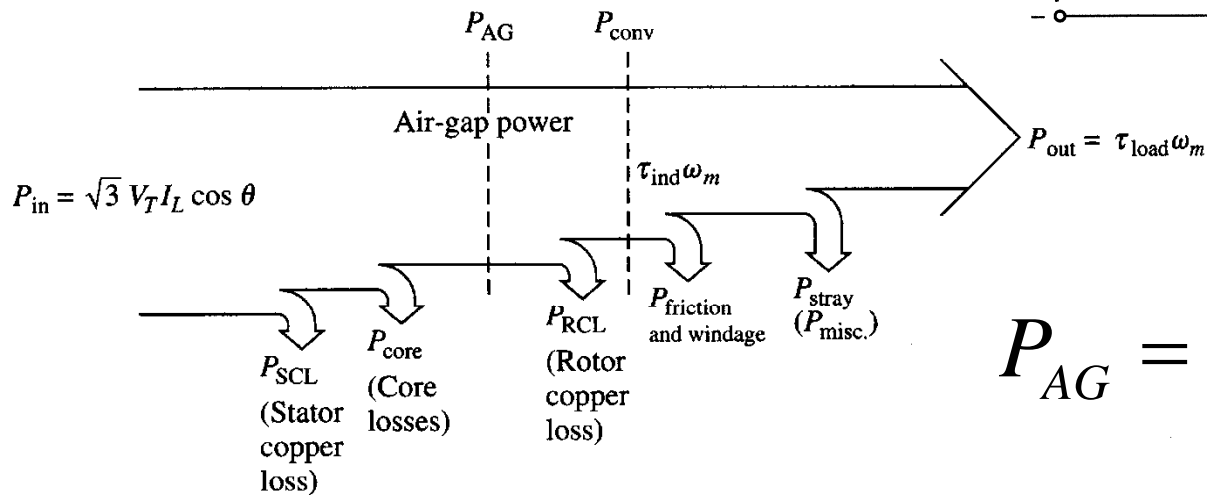 P_AG P_conv
Air-gap power
P_out = τ_load ω_m
τ_ind ω_m
P_in = √3 V_T I_L cos θ
P_SCL
(Stator
copper
loss)
P_core
(Core
losses)
P_RCL
(Rotor
copper
loss)
P_friction
and windage
P_stray
(P_misc.)
P_AG =